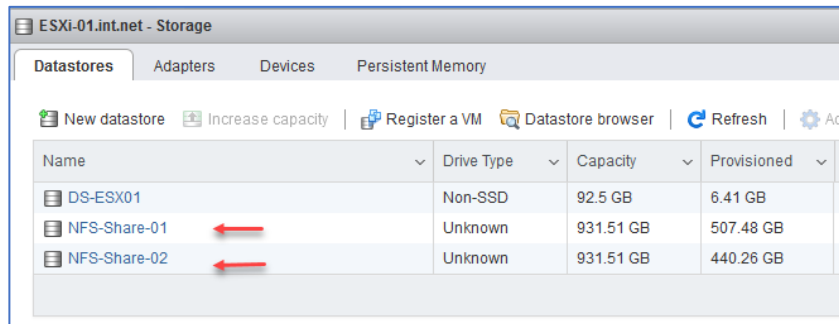 ESXi-01.int.net - Storage
Datastores Adapters Devices Persistent Memory
New datastore Increase capacity Register a VM Datastore browser Refresh
Name Drive Type Capacity Provisioned
DS-ESX01 Non-SSD 92.5 GB 6.41 GB
NFS-Share-01 Unknown 931.51 GB 507.48 GB
NFS-Share-02 Unknown 931.51 GB 440.26 GB